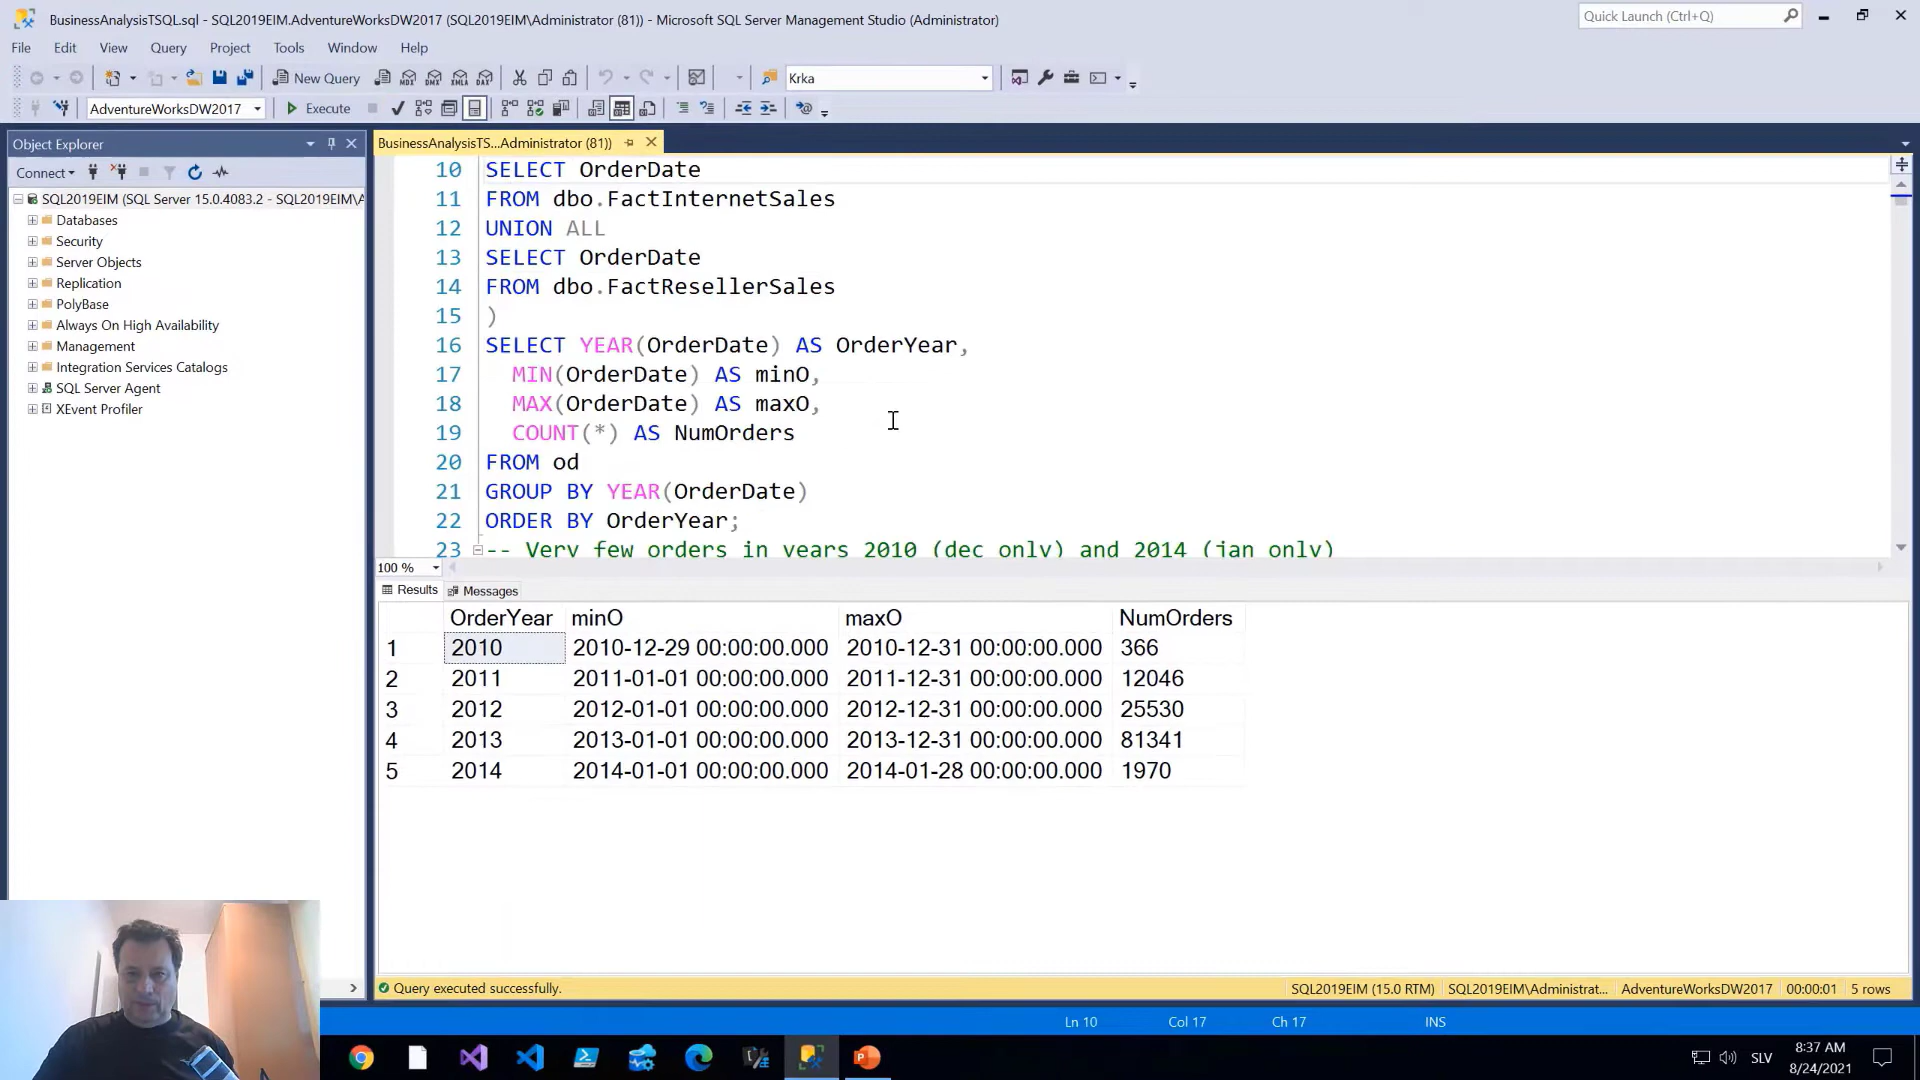 BusinessAnalysisTSQL.sql - SQL2019EIM.AdventureWorksDW2017 (SQL2019EIM\Administrator (81)) - Microsoft SQL Server Management Studio (Administrator)
Quick Launch (Ctrl+Q)
File Edit View Query Project Tools Window Help
New Query
Krka
AdventureWorksDW2017
Execute
Object Explorer
Connect
SQL2019EIM (SQL Server 15.0.4083.2 - SQL2019EIM\A
Databases
Security
Server Objects
Replication
PolyBase
Always On High Availability
Management
Integration Services Catalogs
SQL Server Agent
XEvent Profiler
BusinessAnalysisTS...Administrator (81))
10 SELECT OrderDate
11 FROM dbo.FactInternetSales
12 UNION ALL
13 SELECT OrderDate
14 FROM dbo.FactResellerSales
15 )
16 SELECT YEAR(OrderDate) AS OrderYear,
17 MIN(OrderDate) AS minO,
18 MAX(OrderDate) AS maxO,
19 COUNT(*) AS NumOrders
20 FROM od
21 GROUP BY YEAR(OrderDate)
22 ORDER BY OrderYear;
23 -- Very few orders in years 2010 (dec only) and 2014 (jan only)
100 %
Results Messages
OrderYear minO maxO NumOrders
1 2010 2010-12-29 00:00:00.000 2010-12-31 00:00:00.000 366
2 2011 2011-01-01 00:00:00.000 2011-12-31 00:00:00.000 12046
3 2012 2012-01-01 00:00:00.000 2012-12-31 00:00:00.000 25530
4 2013 2013-01-01 00:00:00.000 2013-12-31 00:00:00.000 81341
5 2014 2014-01-01 00:00:00.000 2014-01-28 00:00:00.000 1970
Query executed successfully.
SQL2019EIM (15.0 RTM) SQL2019EIM\Administrat... AdventureWorksDW2017 00:00:01 5 rows
Ln 10 Col 17 Ch 17 INS
SLV
8:37 AM
8/24/2021